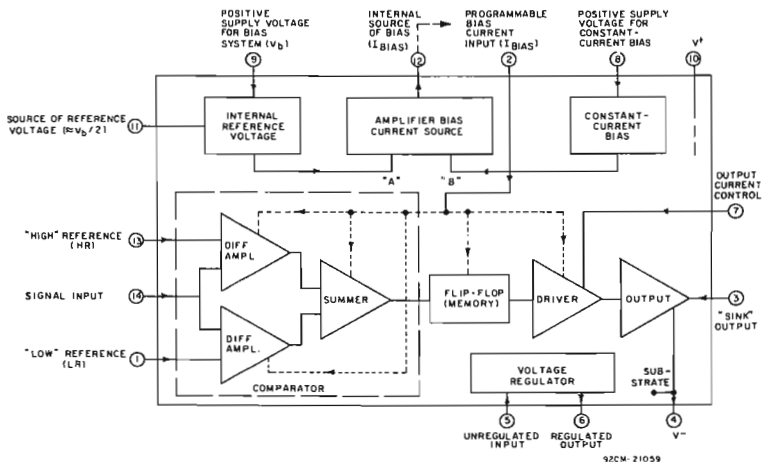 POSITIVE
SUPPLY VOLTAGE
FOR BIAS
SYSTEM (Vb)
9
INTERNAL
SOURCE
OF BIAS
(IBIAS)
12
PROGRAMMABLE
BIAS
CURRENT
INPUT (IBIAS)
2
POSITIVE SUPPLY
VOLTAGE FOR
CONSTANT-
CURRENT BIAS
8
V+
10
SOURCE OF REFERENCE
VOLTAGE (≈Vb/2)
11
INTERNAL
REFERENCE
VOLTAGE
AMPLIFIER BIAS
CURRENT SOURCE
CONSTANT-
CURRENT
BIAS
"A"
"B"
OUTPUT
CURRENT
CONTROL
7
"HIGH" REFERENCE
(HR)
13
DIFF
AMPL
SIGNAL INPUT
14
SUMMER
FLIP-FLOP
(MEMORY)
DRIVER
OUTPUT
3
"SINK"
OUTPUT
"LOW" REFERENCE
(LR)
1
DIFF
AMPL.
COMPARATOR
VOLTAGE
REGULATOR
SUB-
STRATE
5
UNREGULATED
INPUT
6
REGULATED
OUTPUT
4
V-
92CM-21059